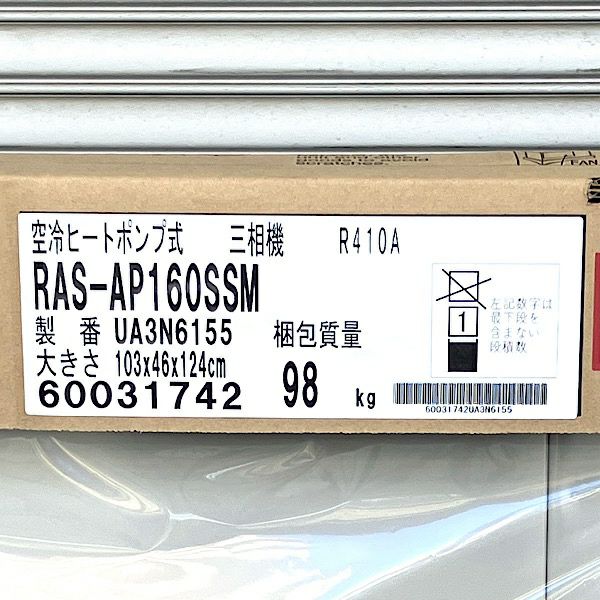 scratches.
FAN
空冷ヒートポンプ式 三相機 R410A
RAS-AP160SSM
製 番 UA3N6155 梱包質量
大きさ 103x46x124cm
60031742 98 kg
1
左記数字は
最下段を
含まない
段積数
60031742UA3N6155